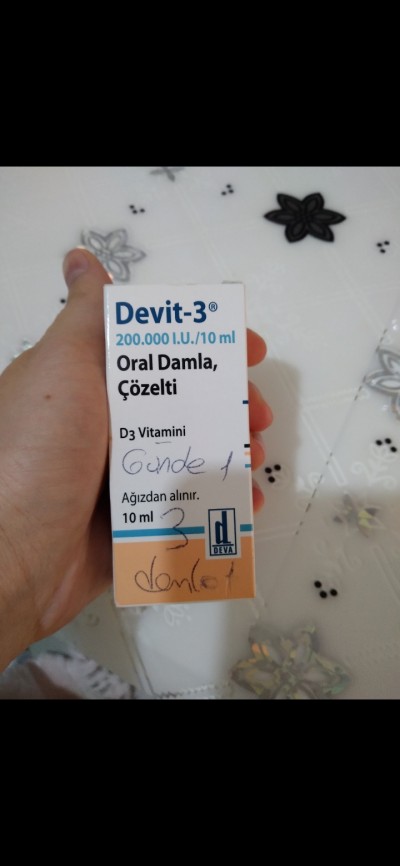 Devit-3®
200.000 I.U./10 ml
Oral Damla,
Çözelti
D3 Vitamini
Günde 1
Ağızdan alınır.
10 ml 3
DEVA